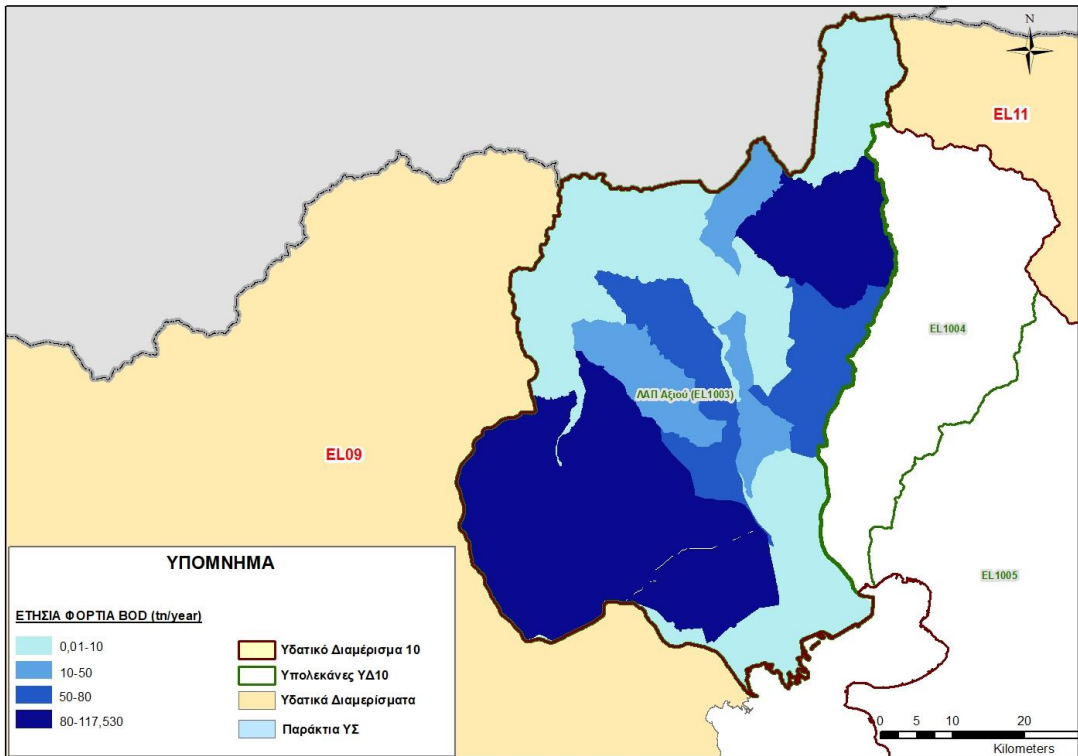 N
EL11
EL1004
ΛΑΠ Αξιού (EL1003)
EL09
EL1005
ΥΠΟΜΝΗΜΑ
ΕΤΗΣΙΑ ΦΟΡΤΙΑ BOD (tn/year)
0,01-10
10-50
50-80
80-117,530
Υδατικό Διαμέρισμα 10
Υπολεκάνες ΥΔ10
Υδατικά Διαμερίσματα
Παράκτια ΥΣ
0 5 10 20
Kilometers